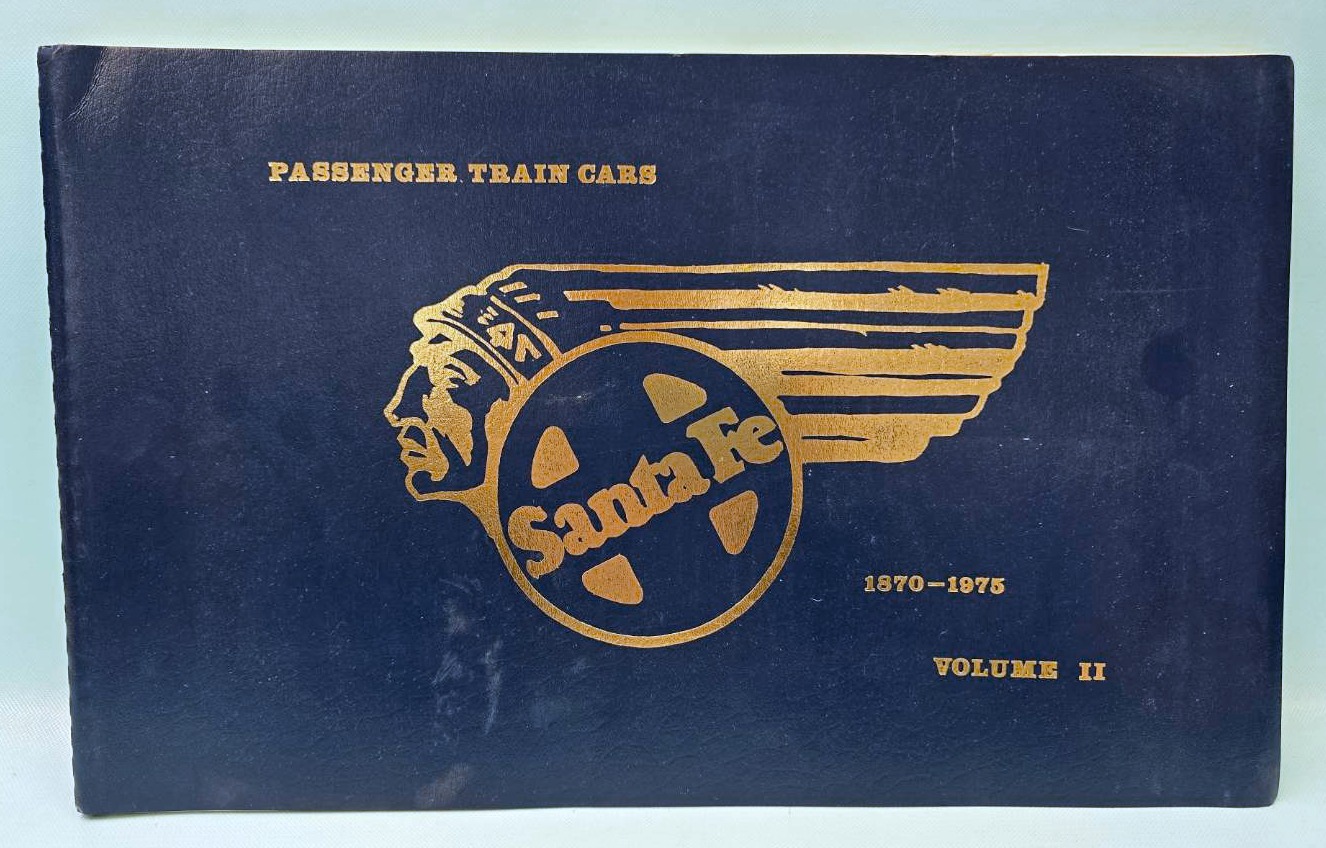 PASSENGER TRAIN CARS
Santa Fe
1870-1975
VOLUME II